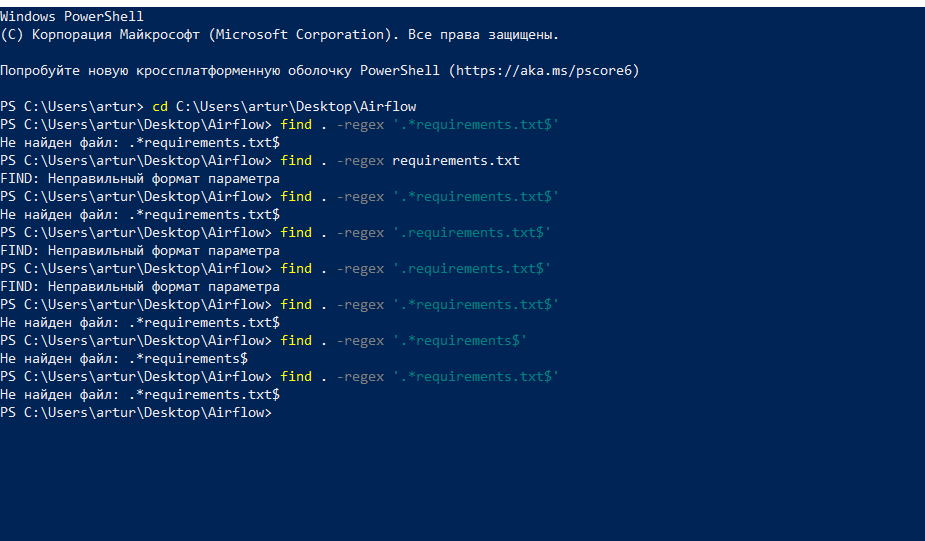 Windows PowerShell
(C) Корпорация Майкрософт (Microsoft Corporation). Все права защищены.
Попробуйте новую кроссплатформенную оболочку PowerShell (https://aka.ms/pscore6)
PS C:\Users\artur> cd C:\Users\artur\Desktop\Airflow
PS C:\Users\artur\Desktop\Airflow> find . -regex '.*requirements.txt$'
Не найден файл: .*requirements.txt$
PS C:\Users\artur\Desktop\Airflow> find . -regex requirements.txt
FIND: Неправильный формат параметра
PS C:\Users\artur\Desktop\Airflow> find . -regex '.*requirements.txt$'
Не найден файл: .*requirements.txt$
PS C:\Users\artur\Desktop\Airflow> find . -regex '.requirements.txt$'
FIND: Неправильный формат параметра
PS C:\Users\artur\Desktop\Airflow> find . -regex '.requirements.txt$'
FIND: Неправильный формат параметра
PS C:\Users\artur\Desktop\Airflow> find . -regex '.*requirements.txt$'
Не найден файл: .*requirements.txt$
PS C:\Users\artur\Desktop\Airflow> find . -regex '.*requirements$'
Не найден файл: .*requirements$
PS C:\Users\artur\Desktop\Airflow> find . -regex '.*requirements.txt$'
Не найден файл: .*requirements.txt$
PS C:\Users\artur\Desktop\Airflow>